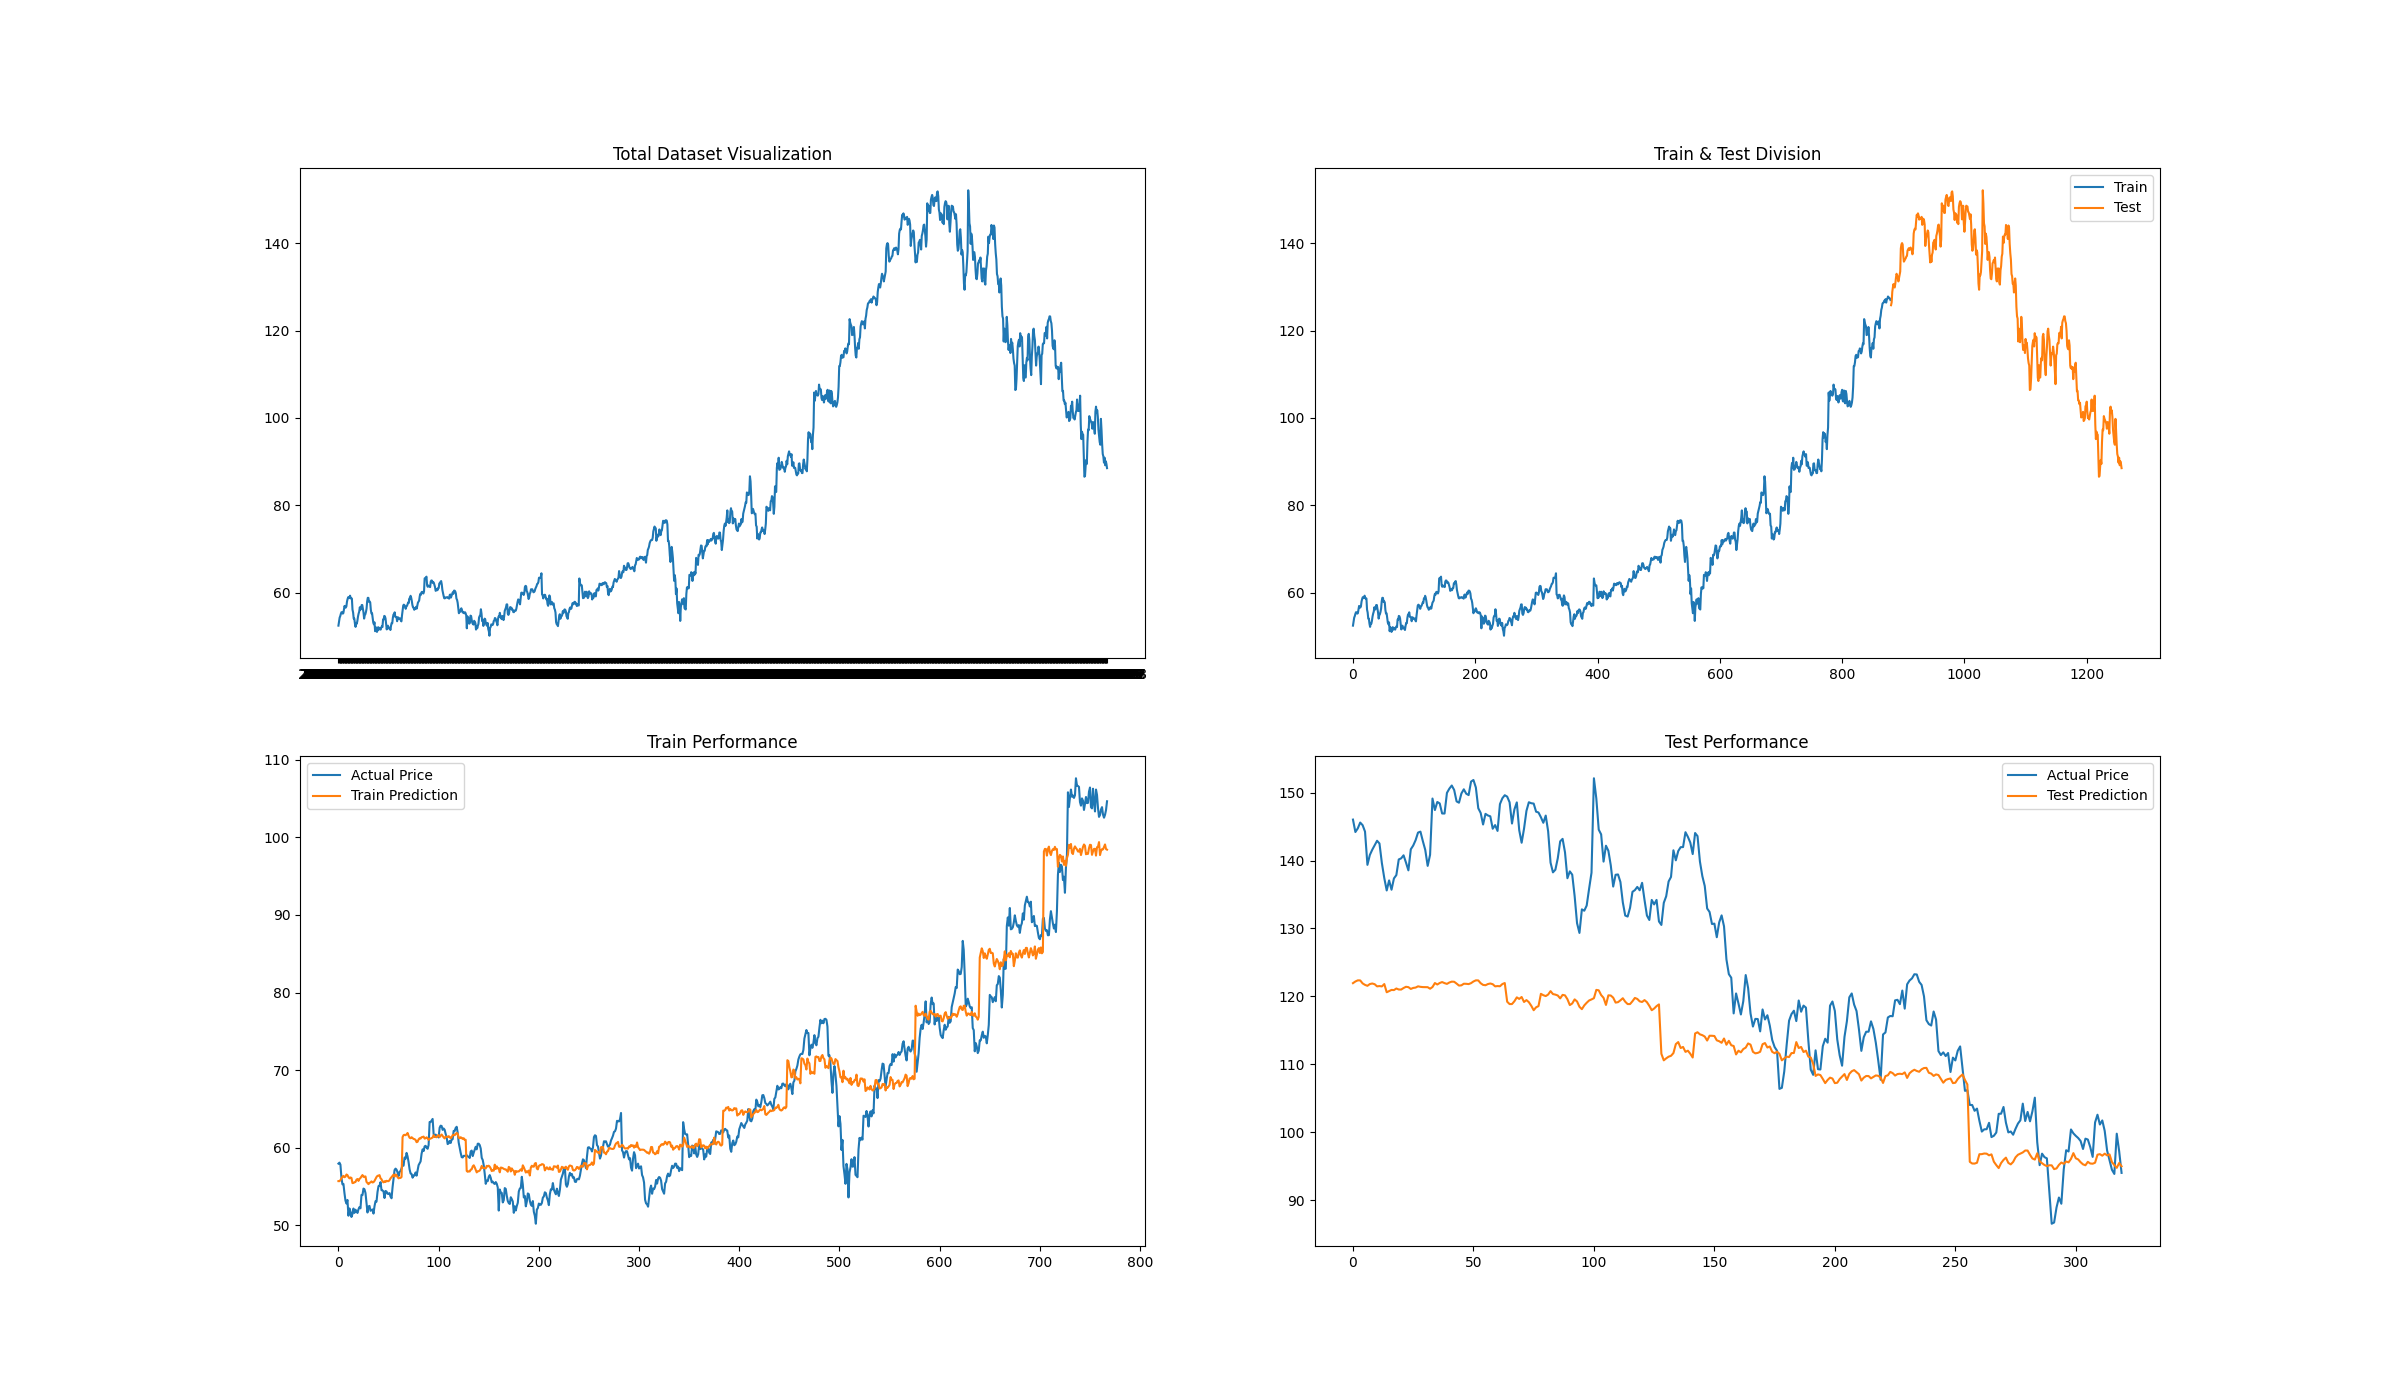 Total Dataset Visualization
140
120
100
80
60
Train & Test Division
Train
Test
140
120
100
80
60
0 200 400 600 800 1000 1200
Train Performance
Actual Price
Train Prediction
110
100
90
80
70
60
50
0 100 200 300 400 500 600 700 800
Test Performance
Actual Price
Test Prediction
150
140
130
120
110
100
90
0 50 100 150 200 250 300